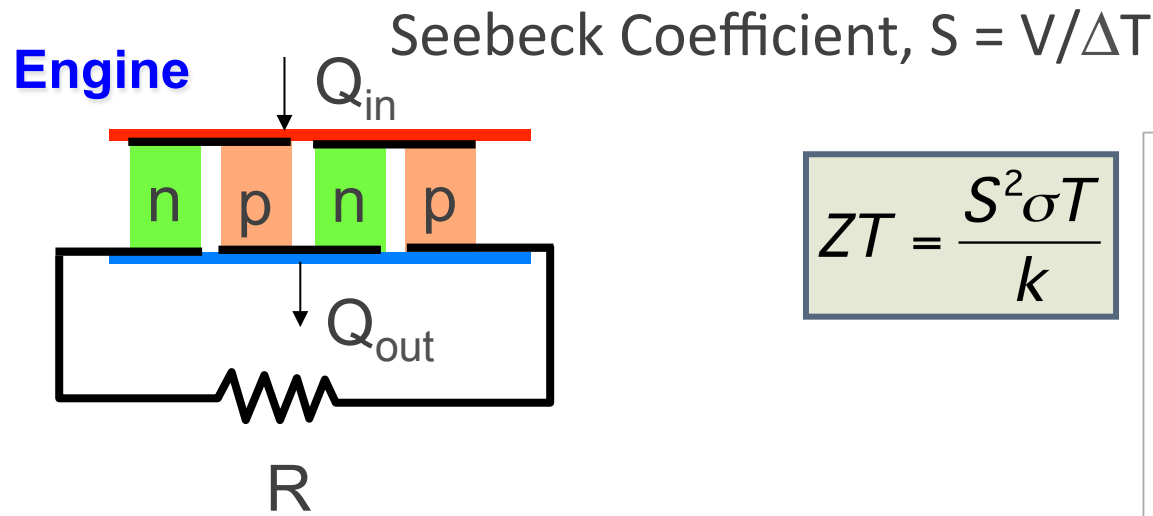 Seebeck Coefficient, S = V/ΔT
Engine
Q_in
n p n p
Q_out
R
ZT = S²σT / k